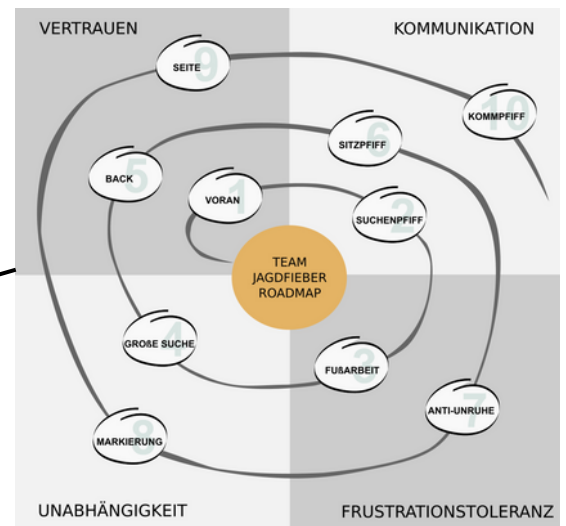 VERTRAUEN
KOMMUNIKATION
9
SEITE
10
KOMMPFIFF
6
SITZPFIFF
5
BACK
1
VORAN
2
SUCHENPFIFF
TEAM
JAGDFIEBER
ROADMAP
4
GROßE SUCHE
3
FUßARBEIT
7
ANTI-UNRUHE
8
MARKIERUNG
UNABHÄNGIGKEIT
FRUSTRATIONSTOLERANZ